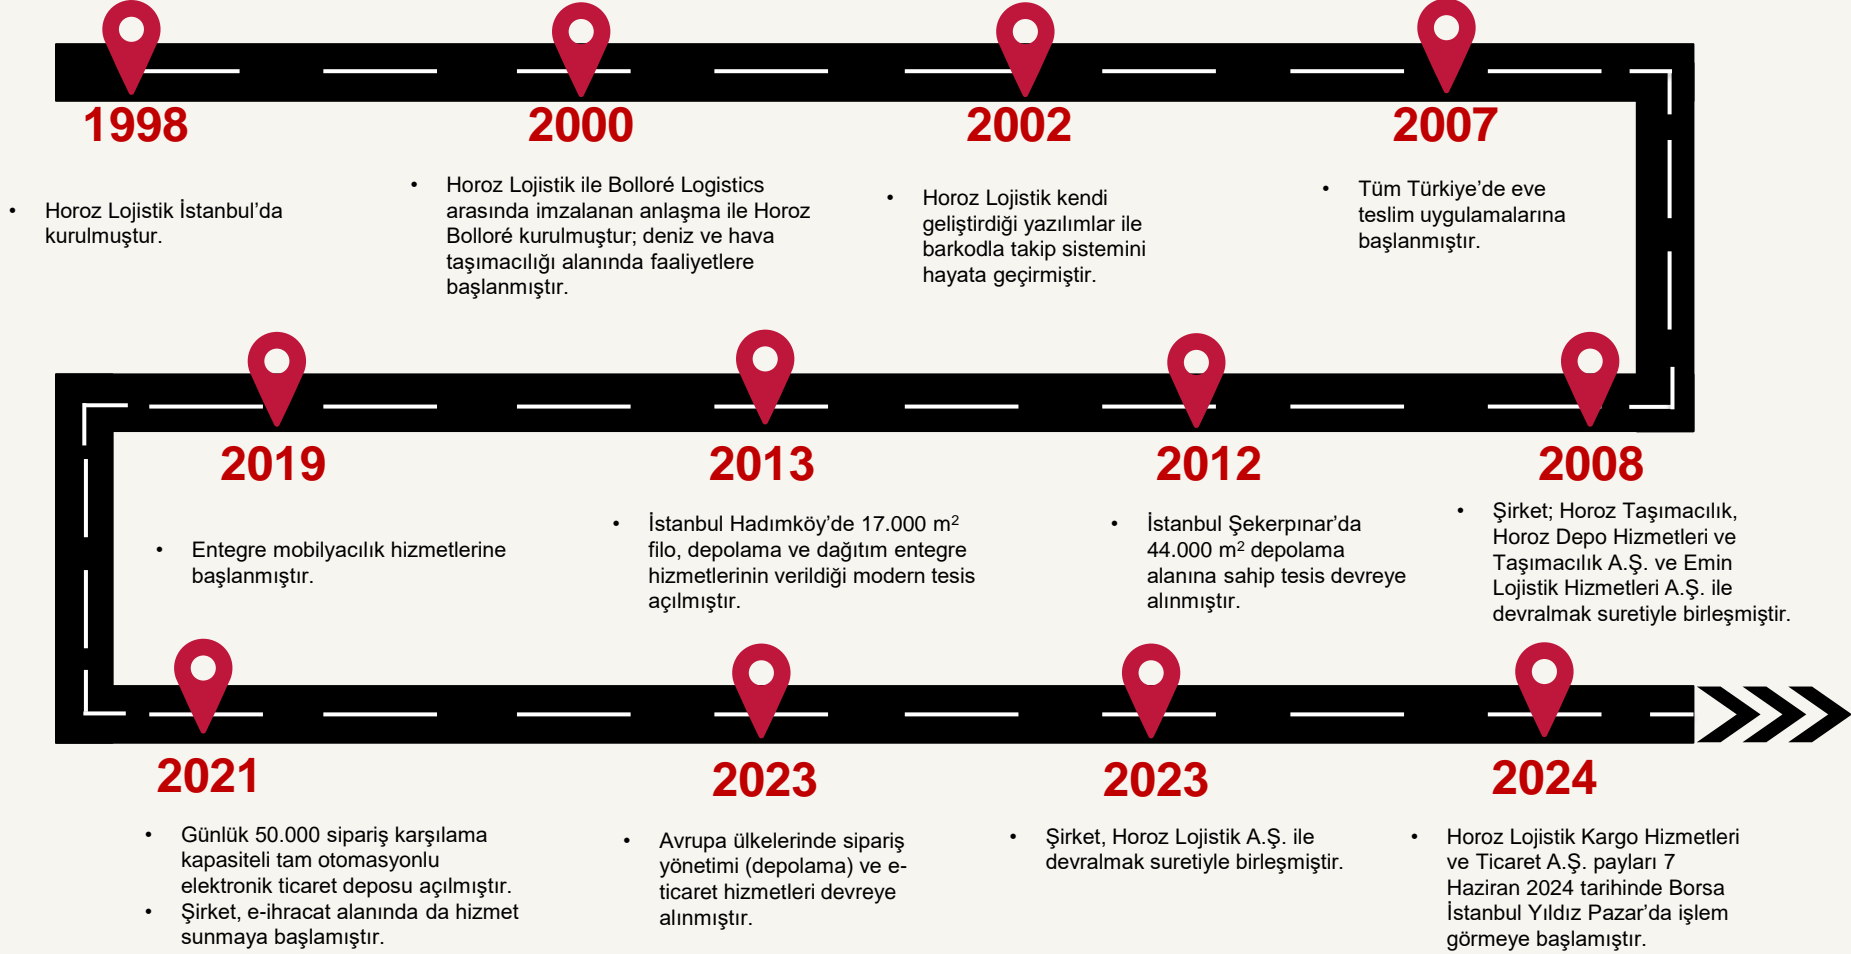 1998
• Horoz Lojistik İstanbul’da
kurulmuştur.
2000
• Horoz Lojistik ile Bolloré Logistics
arasında imzalanan anlaşma ile Horoz
Bolloré kurulmuştur; deniz ve hava
taşımacılığı alanında faaliyetlere
başlanmıştır.
2002
• Horoz Lojistik kendi
geliştirdiği yazılımlar ile
barkodla takip sistemini
hayata geçirmiştir.
2007
• Tüm Türkiye’de eve
teslim uygulamalarına
başlanmıştır.
2008
• Şirket; Horoz Taşımacılık,
Horoz Depo Hizmetleri ve
Taşımacılık A.Ş. ve Emin
Lojistik Hizmetleri A.Ş. ile
devralmak suretiyle birleşmiştir.
2012
• İstanbul Şekerpınar’da
44.000 m² depolama
alanına sahip tesis devreye
alınmıştır.
2013
• İstanbul Hadımköy’de 17.000 m²
filo, depolama ve dağıtım entegre
hizmetlerinin verildiği modern tesis
açılmıştır.
2019
• Entegre mobilyacılık hizmetlerine
başlanmıştır.
2021
• Günlük 50.000 sipariş karşılama
kapasiteli tam otomasyonlu
elektronik ticaret deposu açılmıştır.
• Şirket, e-ihracat alanında da hizmet
sunmaya başlamıştır.
2023
• Avrupa ülkelerinde sipariş
yönetimi (depolama) ve e-
ticaret hizmetleri devreye
alınmıştır.
2023
• Şirket, Horoz Lojistik A.Ş. ile
devralmak suretiyle birleşmiştir.
2024
• Horoz Lojistik Kargo Hizmetleri
ve Ticaret A.Ş. payları 7
Haziran 2024 tarihinde Borsa
İstanbul Yıldız Pazar’da işlem
görmeye başlamıştır.